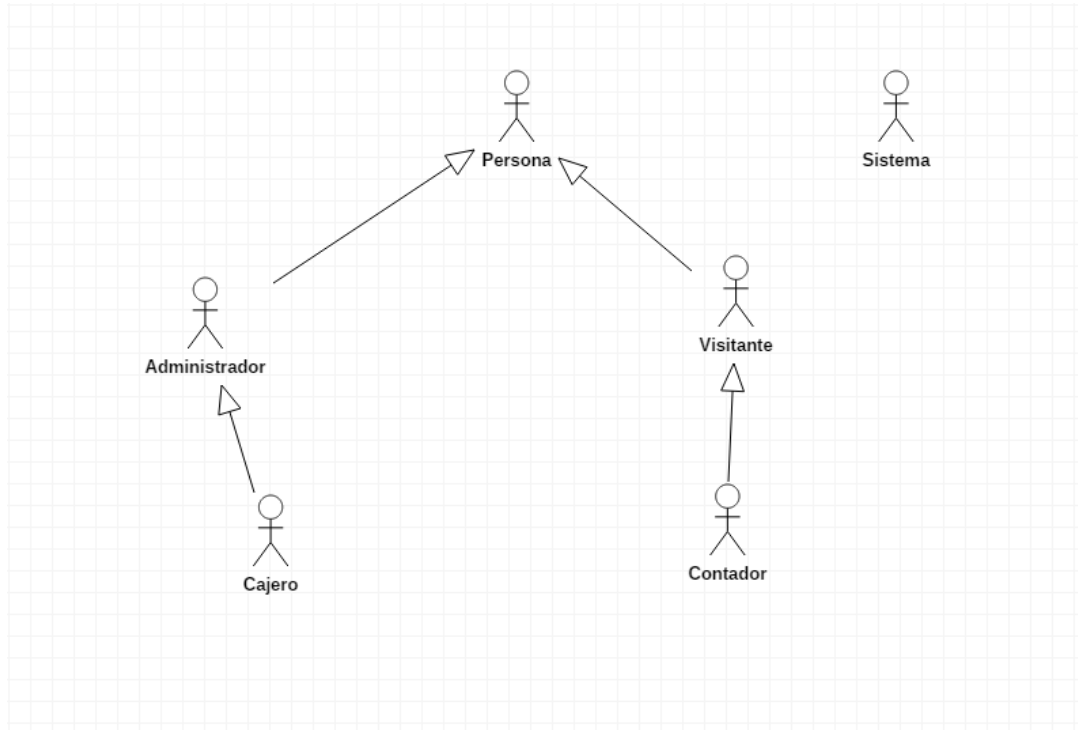 Persona
Sistema
Visitante
Administrador
Contador
Cajero